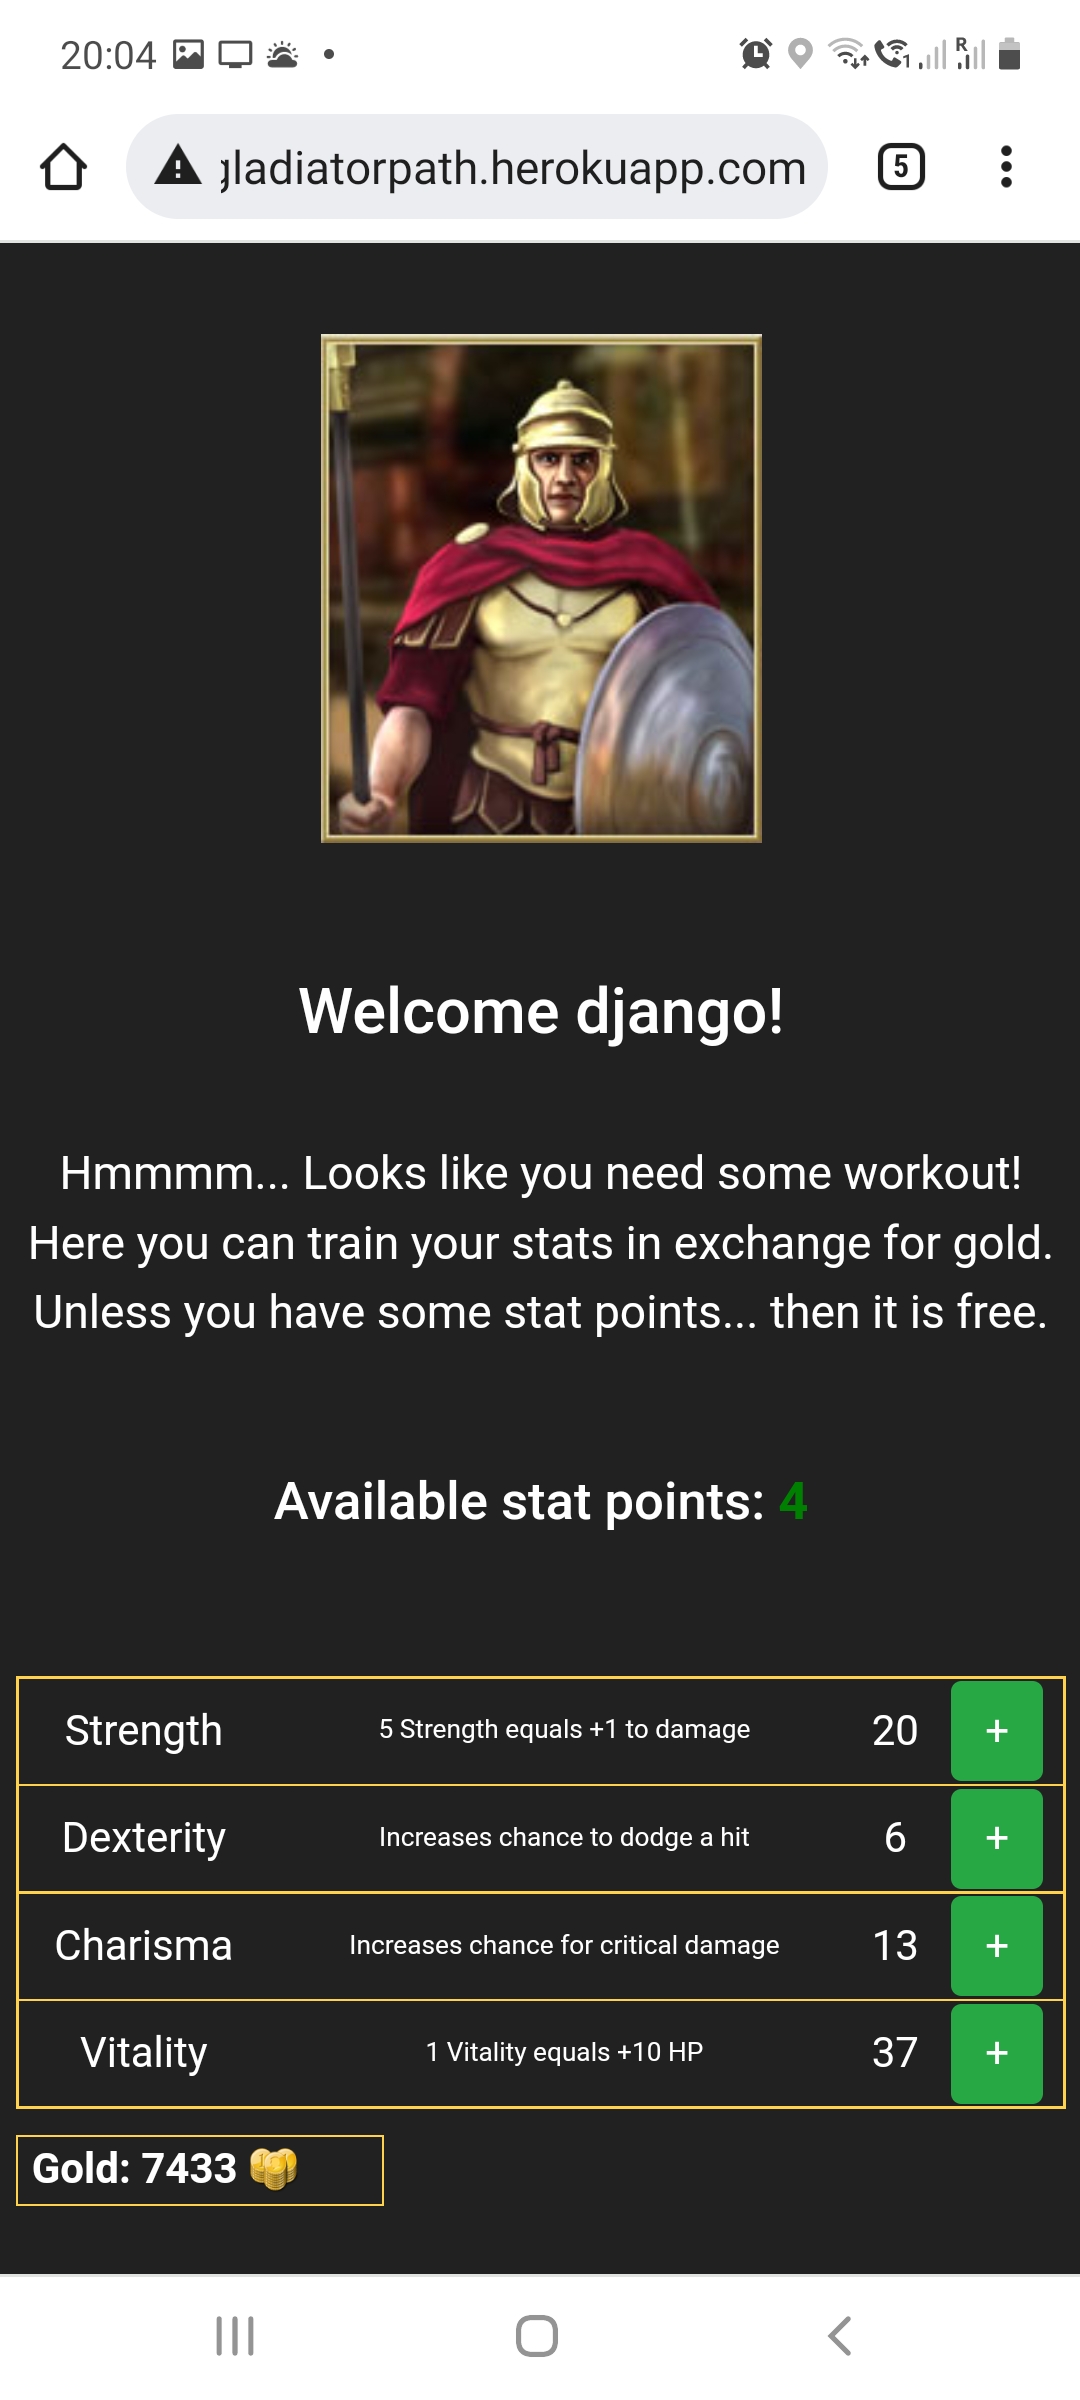 20:04
gladiatorpath.herokuapp.com
5
Welcome django!
Hmmmm... Looks like you need some workout!
Here you can train your stats in exchange for gold.
Unless you have some stat points... then it is free.
Available stat points: 4
Strength 5 Strength equals +1 to damage 20 +
Dexterity Increases chance to dodge a hit 6 +
Charisma Increases chance for critical damage 13 +
Vitality 1 Vitality equals +10 HP 37 +
Gold: 7433